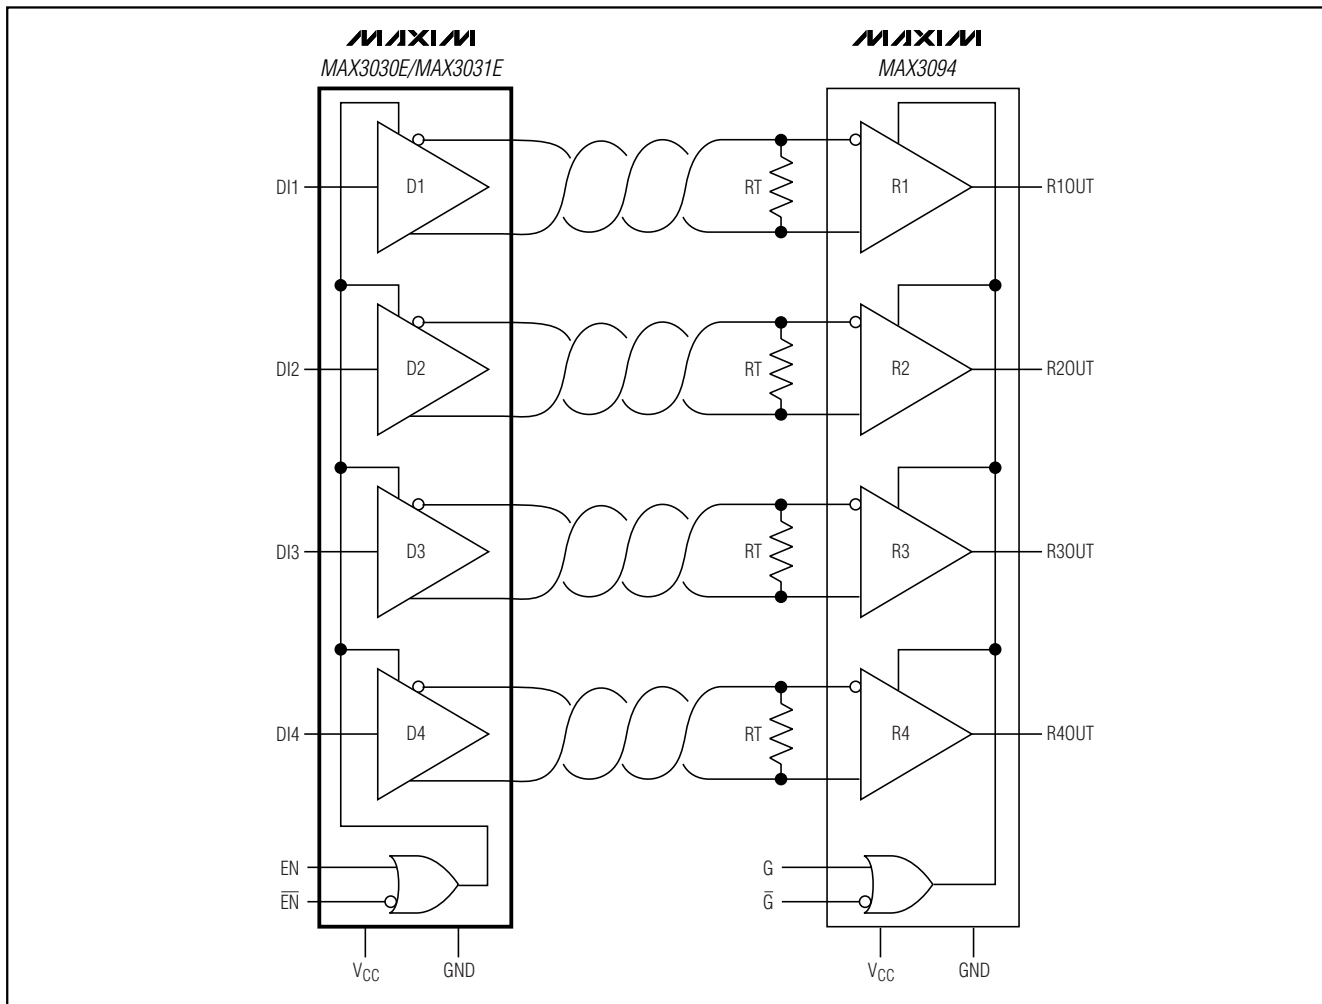 MAXIM
MAX3030E/MAX3031E
MAXIM
MAX3094
DI1
D1
RT
R1
R1OUT
DI2
D2
RT
R2
R2OUT
DI3
D3
RT
R3
R3OUT
DI4
D4
RT
R4
R4OUT
EN
E̅N̅
G
G̅
VCC
GND
VCC
GND